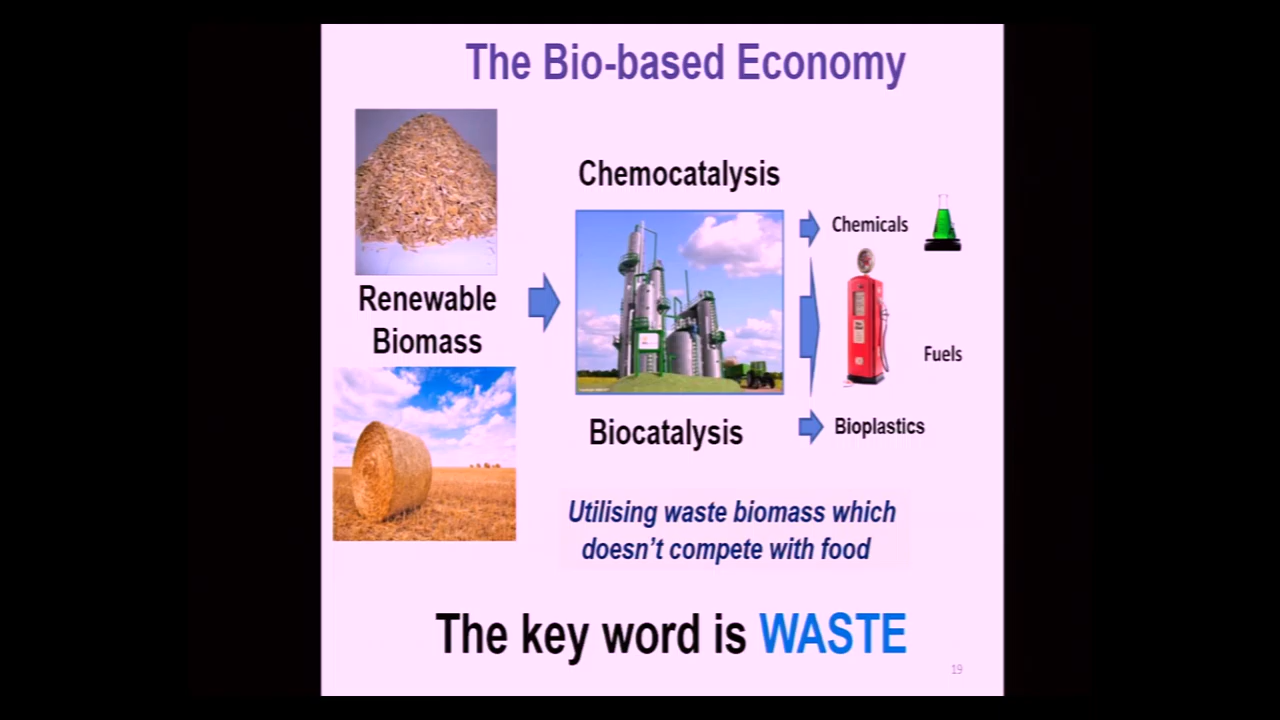 The Bio-based Economy
Chemocatalysis
Chemicals
Renewable
Biomass
Fuels
Biocatalysis
Bioplastics
Utilising waste biomass which
doesn't compete with food
The key word is WASTE
19